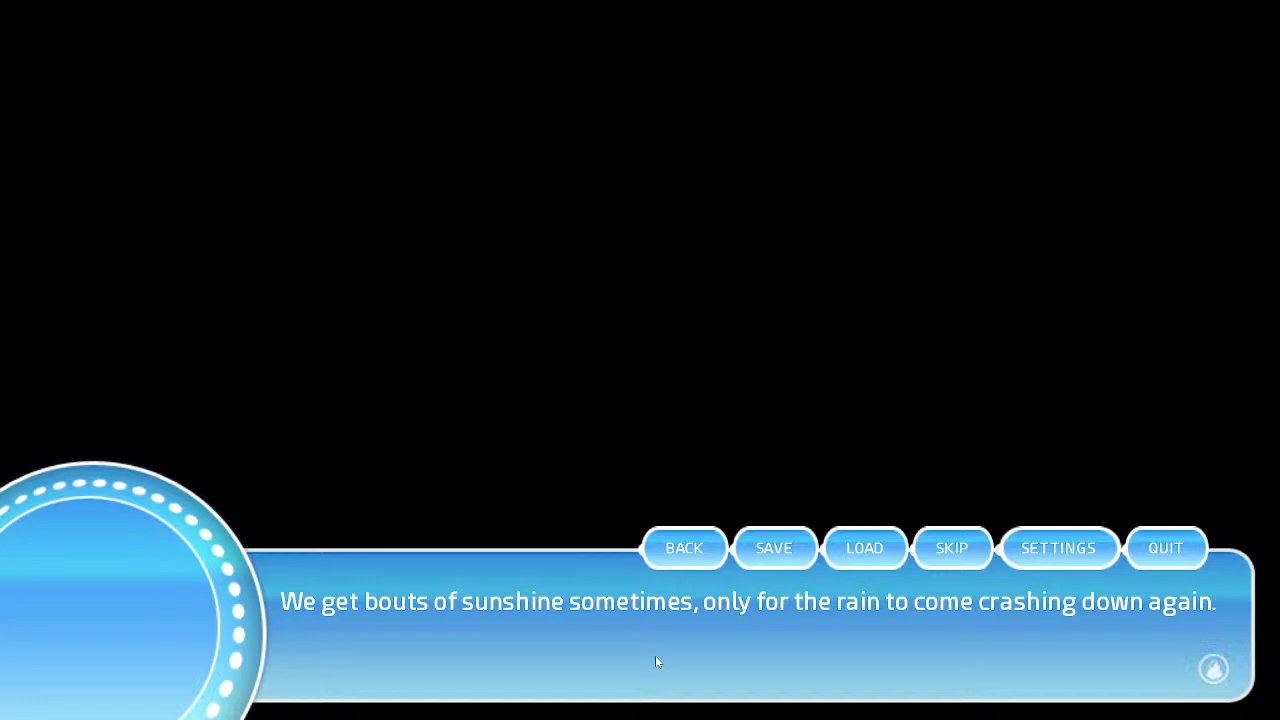 BACK SAVE LOAD SKIP SETTINGS QUIT
We get bouts of sunshine sometimes, only for the rain to come crashing down again.